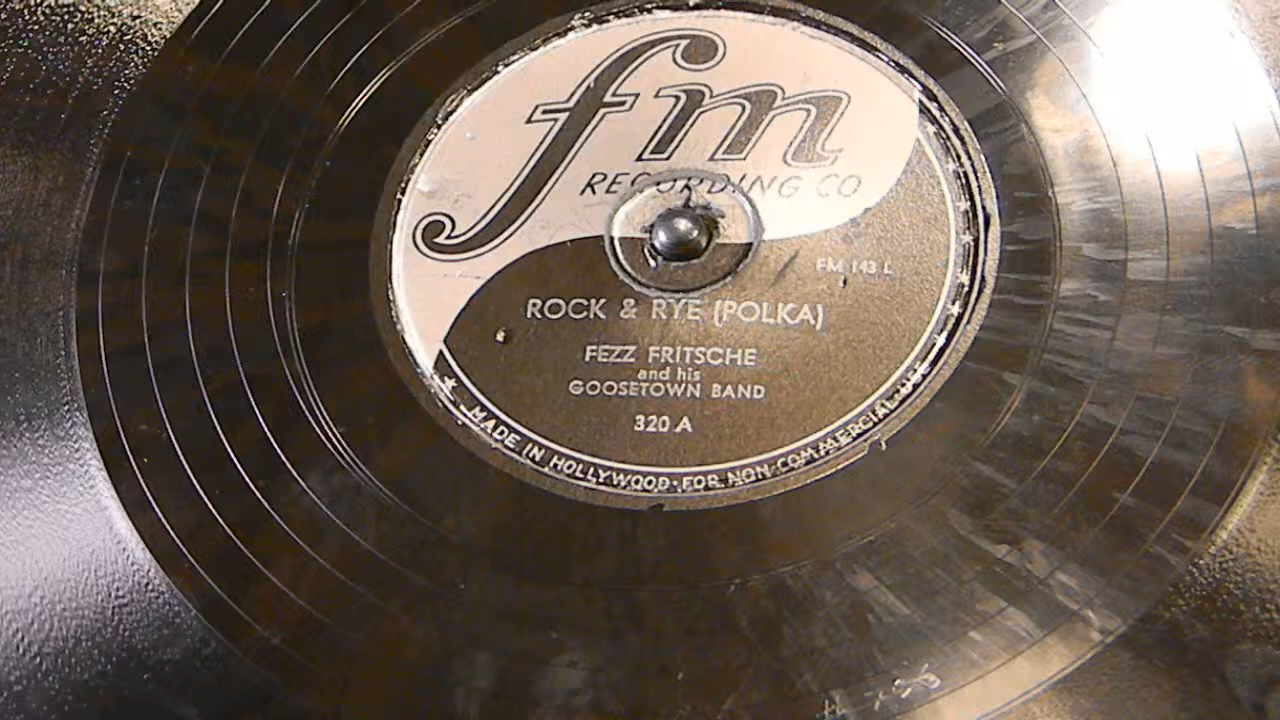 fm
RECORDING CO
FM 143 L
ROCK & RYE (POLKA)
FEZZ FRITSCHE
and his
GOOSETOWN BAND
320 A
★ MADE IN HOLLYWOOD · FOR NON-COMMERCIAL USE